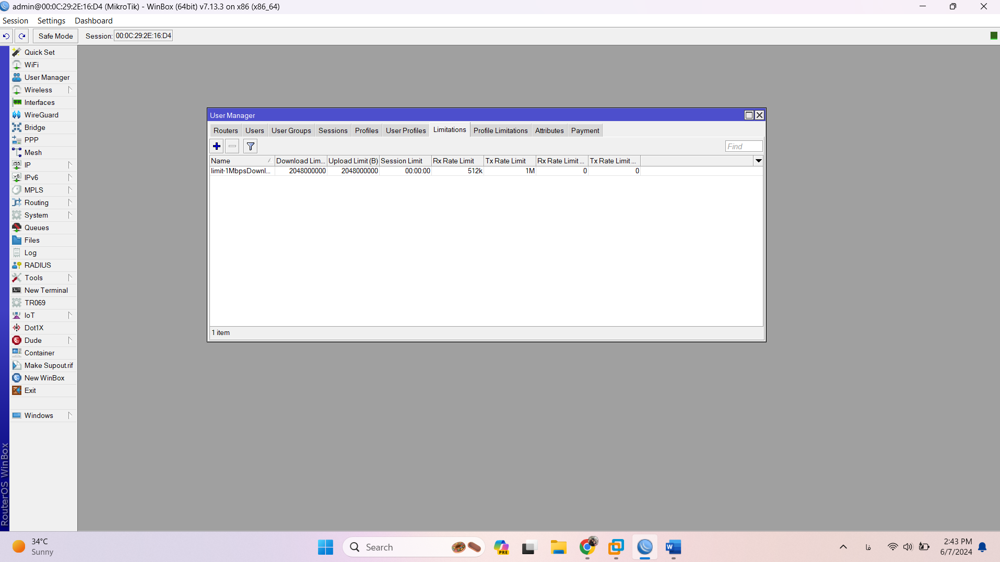 admin@00:0C:29:2E:16:D4 (MikroTik) - WinBox (64bit) v7.13.3 on x86 (x86_64)
Session Settings Dashboard
Safe Mode Session: 00:0C:29:2E:16:D4
Quick Set
WiFi
User Manager
Wireless
Interfaces
WireGuard
Bridge
PPP
Mesh
IP
IPv6
MPLS
Routing
System
Queues
Files
Log
RADIUS
Tools
New Terminal
TR069
IoT
Dot1X
Dude
Container
Make Supout.rif
New WinBox
Exit
Windows
RouterOS WinBox
User Manager
Routers Users User Groups Sessions Profiles User Profiles Limitations Profile Limitations Attributes Payment
Find
Name Download Lim... Upload Limit (B) Session Limit Rx Rate Limit Tx Rate Limit Rx Rate Limit ... Tx Rate Limit ...
limit-1MbpsDownl... 2048000000 2048000000 00:00:00 512k 1M 0 0
1 item
34°C
Sunny
Search
PRE
فا
2:43 PM
6/7/2024